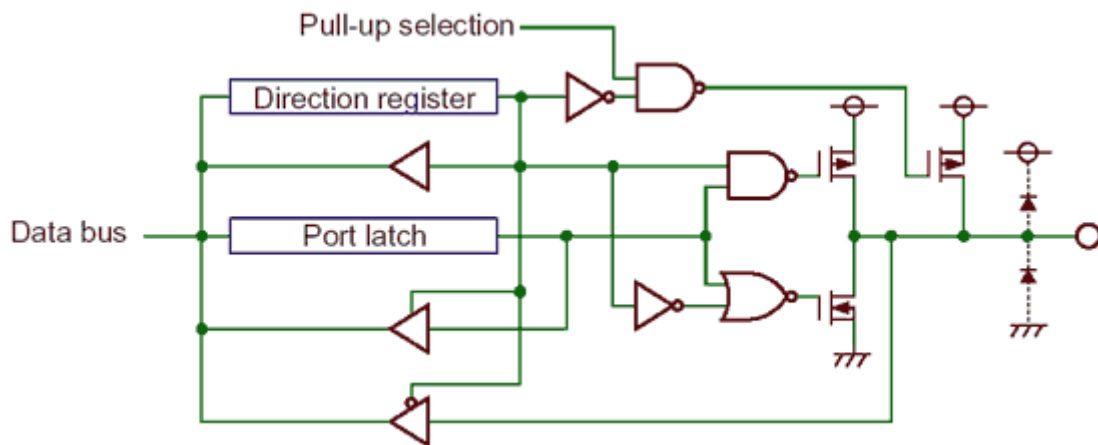 Pull-up selection
Direction register
Data bus
Port latch